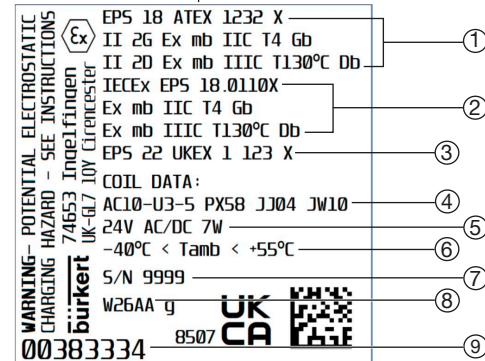 WARNING- POTENTIAL ELECTROSTATIC
CHARGING HAZARD - SEE INSTRUCTIONS
bürkert 74653 Ingelfingen
UK-GL7 1QY Cirencester
Ex
EPS 18 ATEX 1232 X
II 2G Ex mb IIC T4 Gb
II 2D Ex mb IIIC T130°C Db
1
IECEx EPS 18.0110X
Ex mb IIC T4 Gb
Ex mb IIIC T130°C Db
2
EPS 22 UKEX 1 123 X
3
COIL DATA:
AC10-U3-5 PX58 JJ04 JW10
4
24V AC/DC 7W
5
-40°C < Tamb < +55°C
6
S/N 9999
7
W26AA g
8
UK
CA
8507
00383334
9